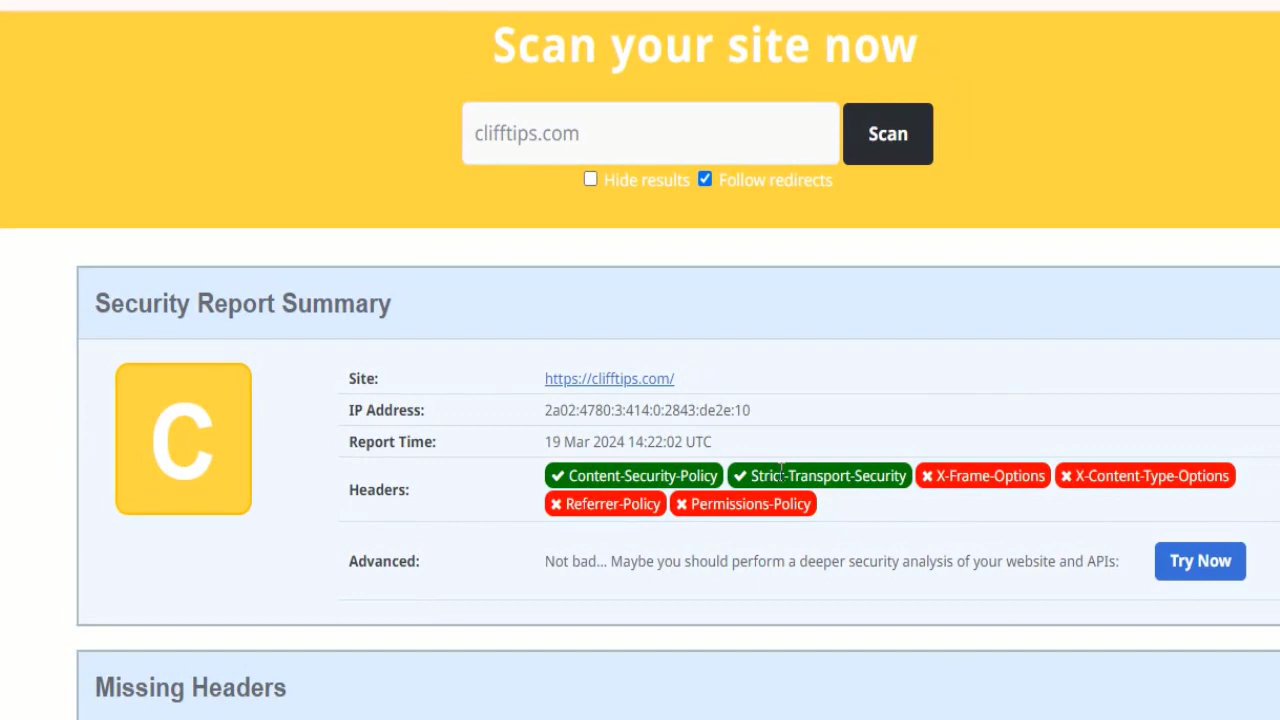 Scan your site now
clifftips.com
Scan
Hide results Follow redirects
Security Report Summary
C
Site: https://clifftips.com/
IP Address: 2a02:4780:3:414:0:2843:de2e:10
Report Time: 19 Mar 2024 14:22:02 UTC
Headers: Content-Security-Policy Strict-Transport-Security X-Frame-Options X-Content-Type-Options
Referrer-Policy Permissions-Policy
Advanced: Not bad... Maybe you should perform a deeper security analysis of your website and APIs: Try Now
Missing Headers